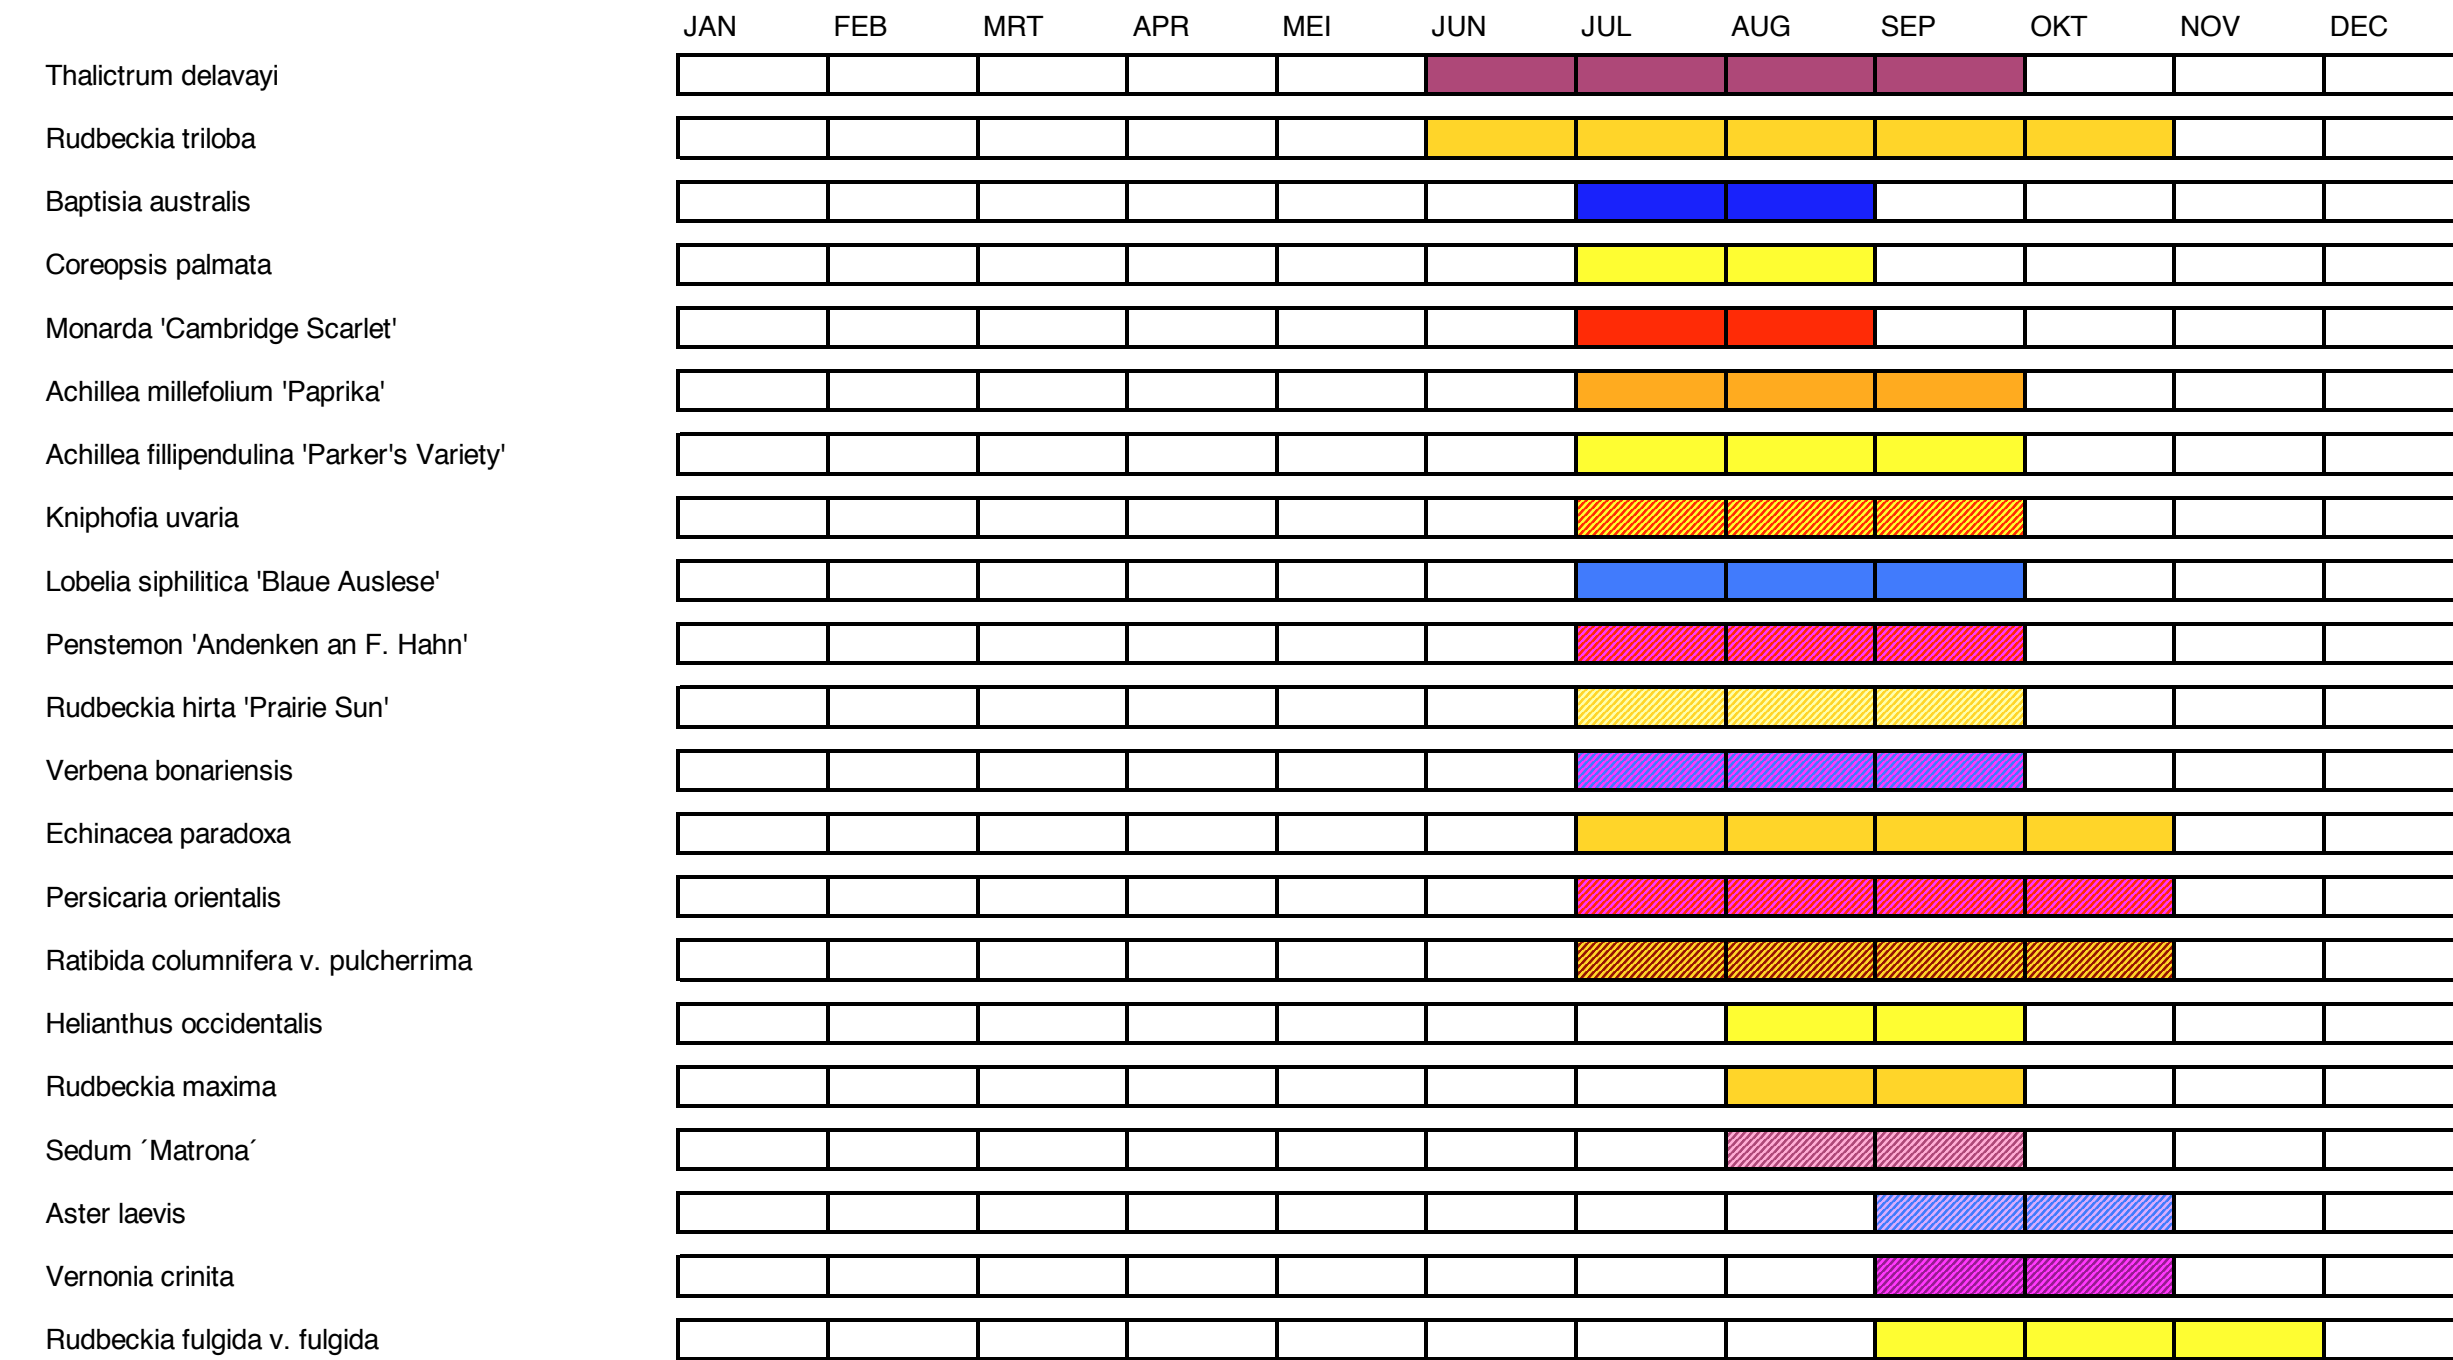 JAN FEB MRT APR MEI JUN JUL AUG SEP OKT NOV DEC
Thalictrum delavayi
Rudbeckia triloba
Baptisia australis
Coreopsis palmata
Monarda 'Cambridge Scarlet'
Achillea millefolium 'Paprika'
Achillea fillipendulina 'Parker's Variety'
Kniphofia uvaria
Lobelia siphilitica 'Blaue Auslese'
Penstemon 'Andenken an F. Hahn'
Rudbeckia hirta 'Prairie Sun'
Verbena bonariensis
Echinacea paradoxa
Persicaria orientalis
Ratibida columnifera v. pulcherrima
Helianthus occidentalis
Rudbeckia maxima
Sedum ´Matrona´
Aster laevis
Vernonia crinita
Rudbeckia fulgida v. fulgida